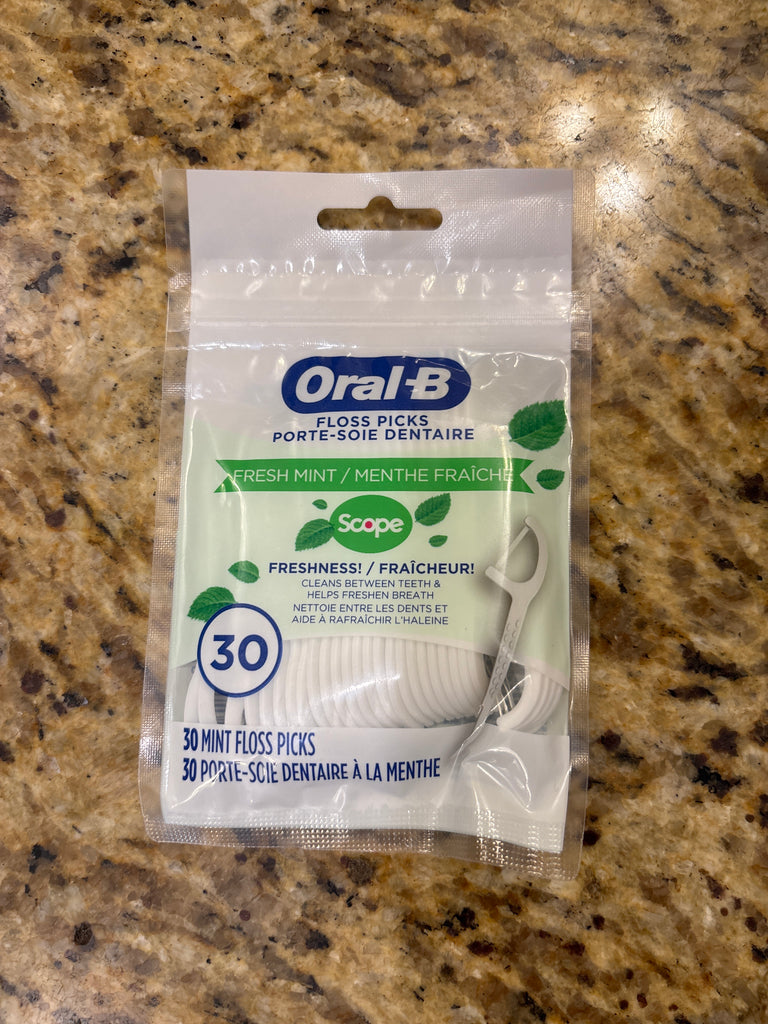 Oral-B
FLOSS PICKS
PORTE-SOIE DENTAIRE
FRESH MINT / MENTHE FRAÎCHE
Scope
FRESHNESS! / FRAÎCHEUR!
CLEANS BETWEEN TEETH &
HELPS FRESHEN BREATH
NETTOIE ENTRE LES DENTS ET
AIDE À RAFRAÎCHIR L'HALEINE
30
30 MINT FLOSS PICKS
30 PORTE-SOIE DENTAIRE À LA MENTHE